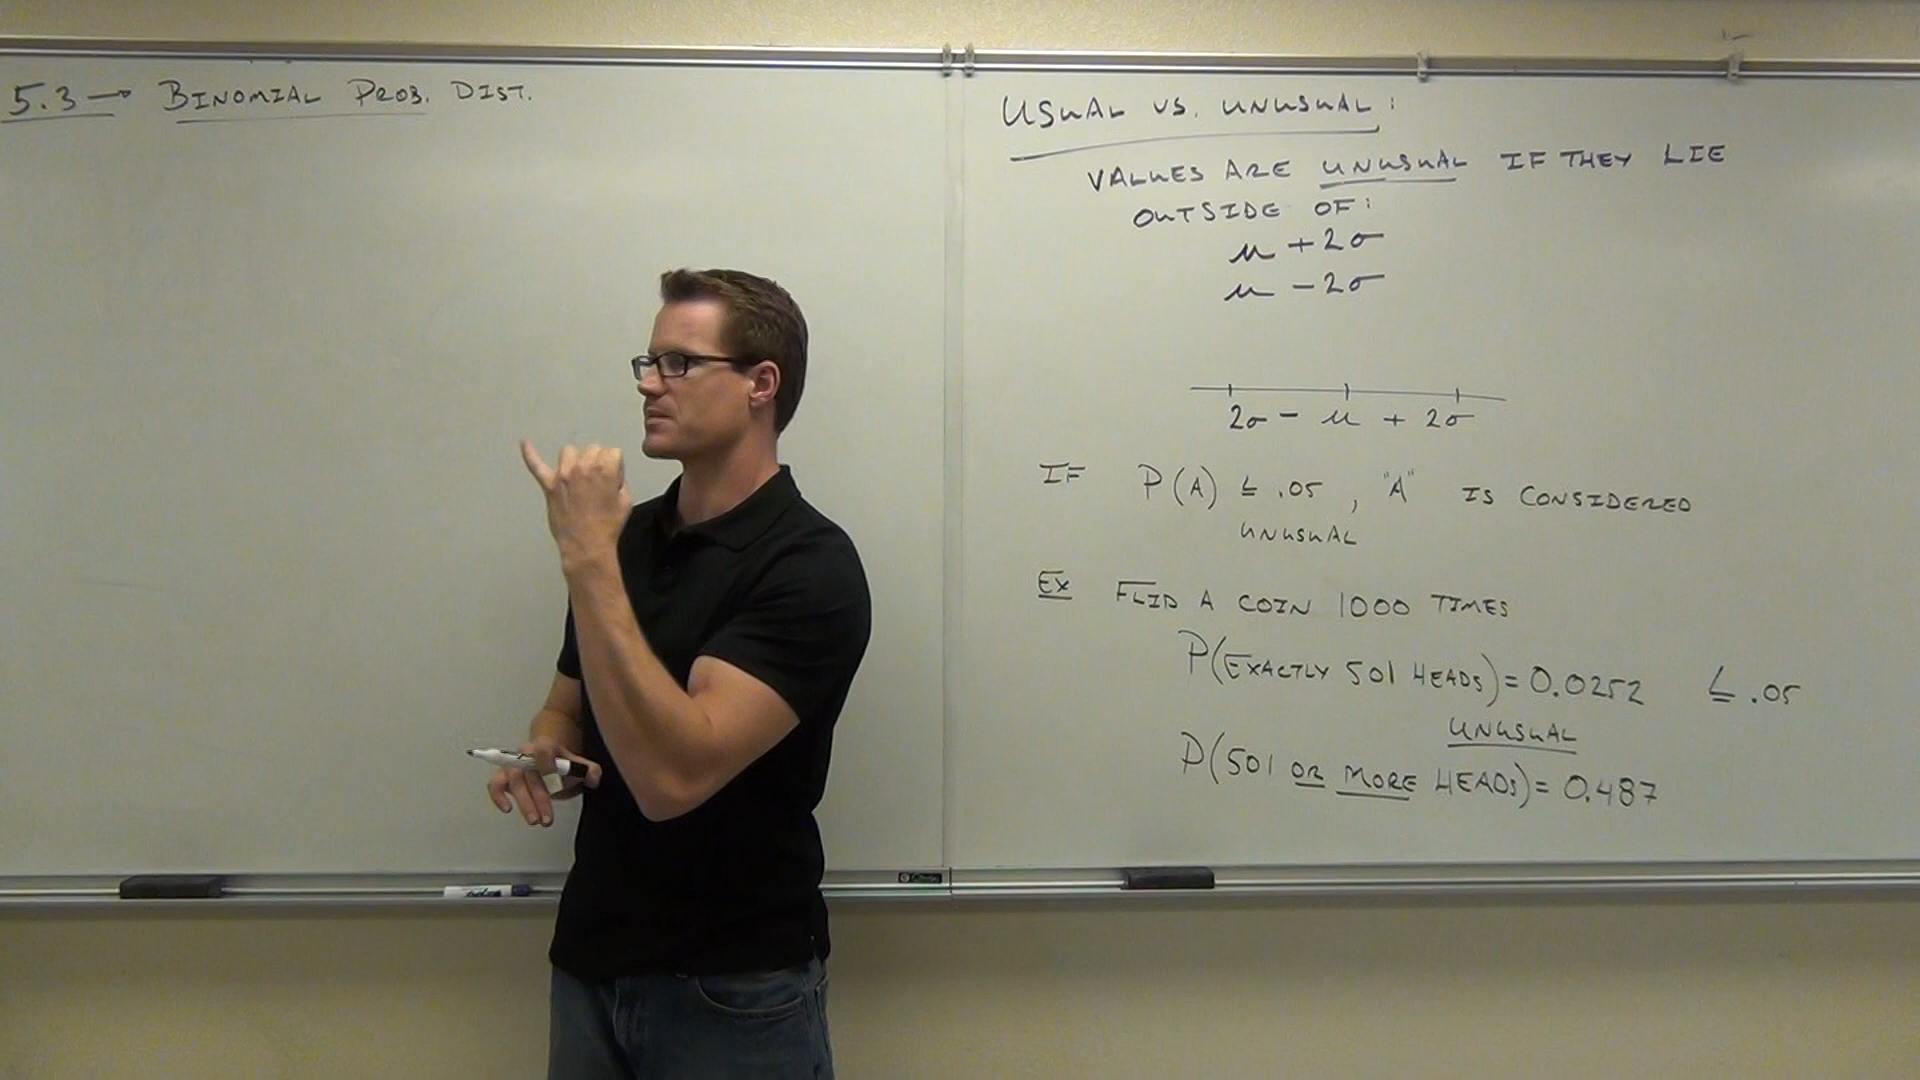 5.3 → BINOMIAL PROB. DIST.
USUAL VS. UNUSUAL:
VALUES ARE UNUSUAL IF THEY LIE
OUTSIDE OF:
μ + 2σ
μ - 2σ
2σ - μ + 2σ
IF P(A) ≤ .05, "A" IS CONSIDERED
UNUSUAL
EX FLIP A COIN 1000 TIMES
P(EXACTLY 501 HEADS) = 0.0252 ≤ .05
UNUSUAL
P(501 OR MORE HEADS) = 0.487